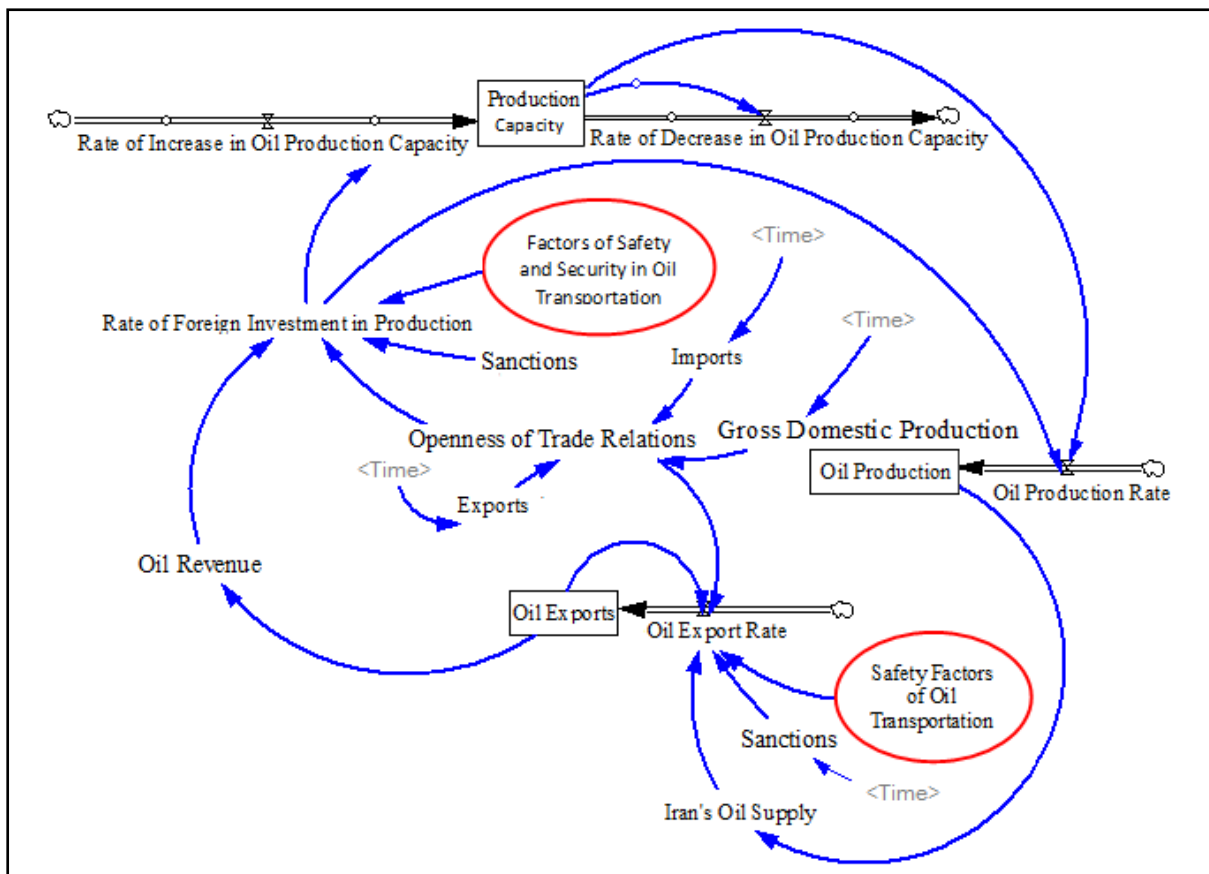 Production
Capacity
Rate of Increase in Oil Production Capacity
Rate of Decrease in Oil Production Capacity
Factors of Safety
and Security in Oil
Transportation
<Time>
<Time>
Rate of Foreign Investment in Production
Sanctions
Imports
Openness of Trade Relations
Gross Domestic Production
<Time>
Exports
Oil Production
Oil Production Rate
Oil Revenue
Oil Exports
Oil Export Rate
Safety Factors
of Oil
Transportation
Sanctions
<Time>
Iran's Oil Supply